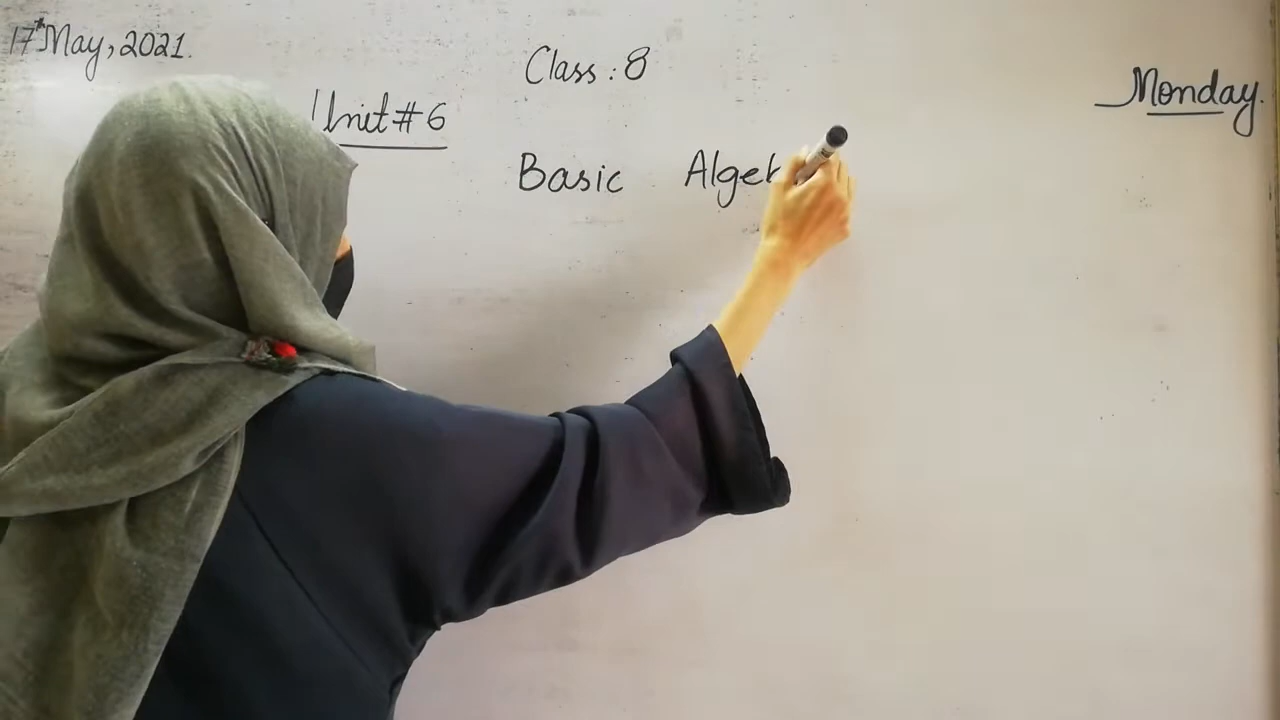 17th May, 2021.
Class : 8
Monday.
Unit # 6
Basic Algeb